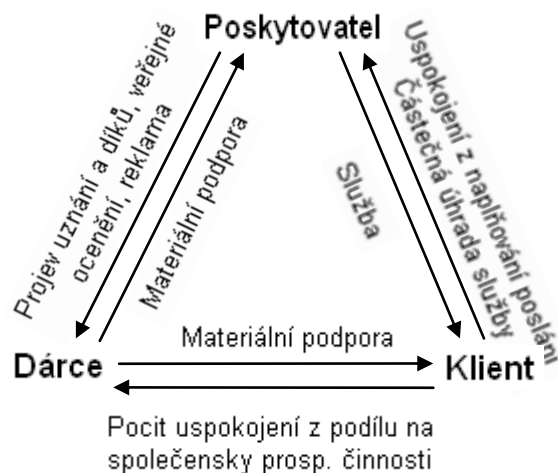 Poskytovatel
Projev uznání a díků, veřejné
ocenění, reklama
Materiální podpora
Služba
Uspokojení z naplňování poslání
Částečná úhrada služby
Materiální podpora
Dárce
Klient
Pocit uspokojení z podílu na
společensky prosp. činnosti